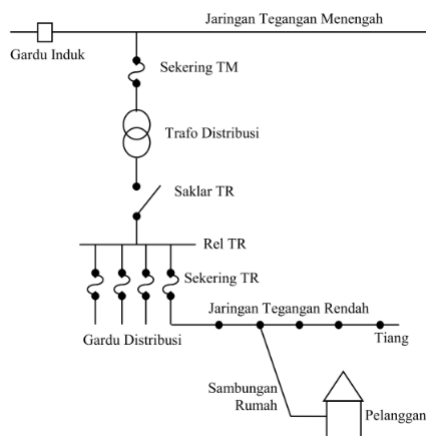 Jaringan Tegangan Menengah
Gardu Induk
Sekering TM
Trafo Distribusi
Saklar TR
Rel TR
Sekering TR
Jaringan Tegangan Rendah
Gardu Distribusi
Tiang
Sambungan
Rumah
Pelanggan